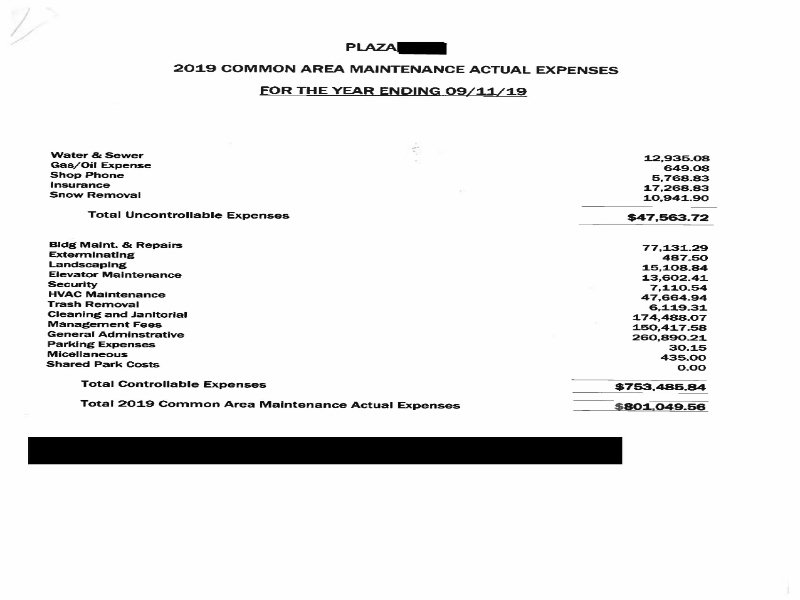 PLAZA
2019 COMMON AREA MAINTENANCE ACTUAL EXPENSES
FOR THE YEAR ENDING 09/11/19
Water & Sewer 12,935.08
Gas/Oil Expense 649.08
Shop Phone 5,768.83
Insurance 17,268.83
Snow Removal 10,941.90
Total Uncontrollable Expenses $47,563.72
Bldg Maint. & Repairs 77,131.29
Exterminating 487.50
Landscaping 15,108.84
Elevator Maintenance 13,602.41
Security 7,110.54
HVAC Maintenance 47,664.94
Trash Removal 6,119.31
Cleaning and Janitorial 174,488.07
Management Fees 150,417.58
General Adminstrative 260,890.21
Parking Expenses 30.15
Micellaneous 435.00
Shared Park Costs 0.00
Total Controllable Expenses $753,485.84
Total 2019 Common Area Maintenance Actual Expenses $801,049.56